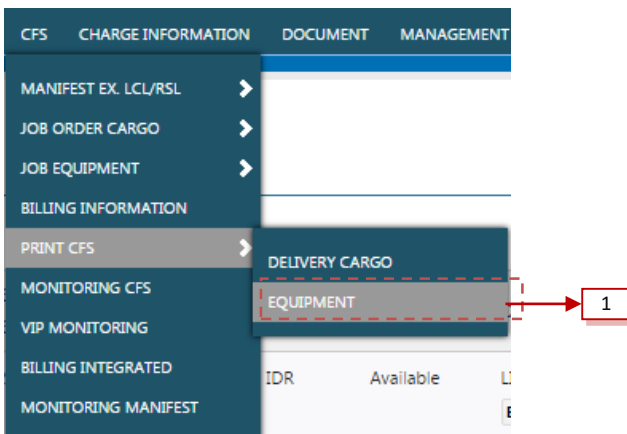 CFS CHARGE INFORMATION DOCUMENT MANAGEMENT
MANIFEST EX. LCL/RSL
JOB ORDER CARGO
JOB EQUIPMENT
BILLING INFORMATION
PRINT CFS
DELIVERY CARGO
MONITORING CFS
EQUIPMENT
1
VIP MONITORING
BILLING INTEGRATED
IDR Available
MONITORING MANIFEST